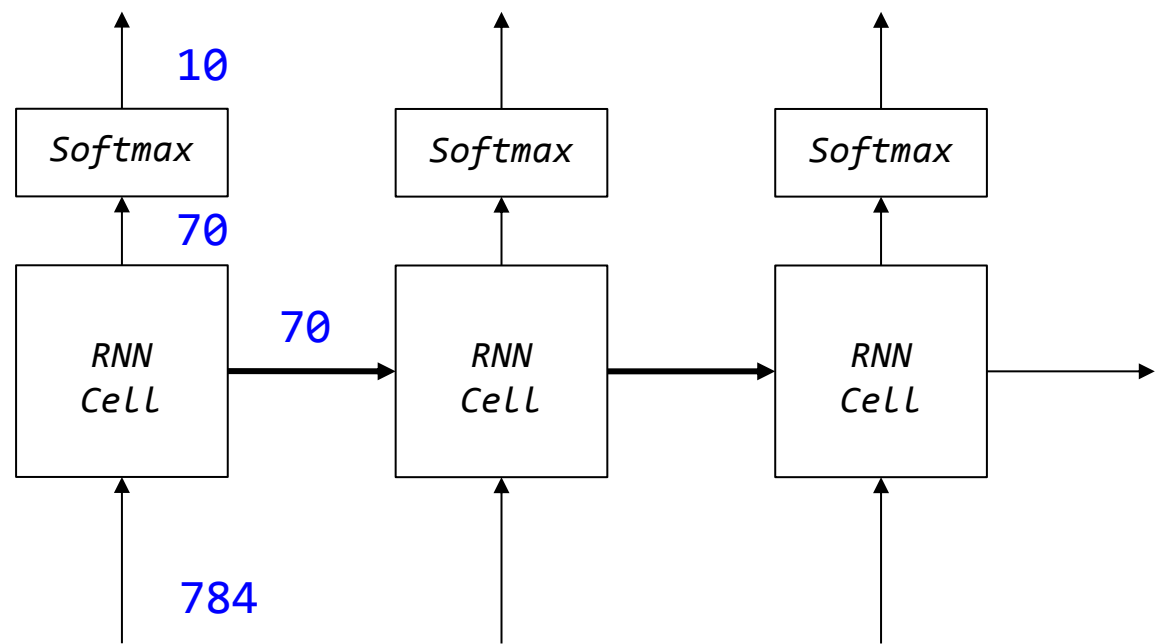 10
Softmax
Softmax
Softmax
70
70
RNN
Cell
RNN
Cell
RNN
Cell
784